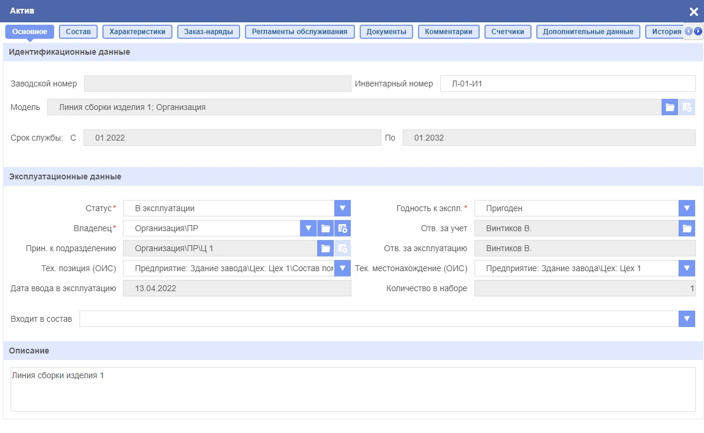 Актив
Основное Состав Характеристики Заказ-наряды Регламенты обслуживания Документы Комментарии Счетчики Дополнительные данные История
Идентификационные данные
Заводской номер Инвентарный номер Л-01-И1
Модель Линия сборки изделия 1; Организация
Срок службы: С 01.2022 По 01.2032
Эксплуатационные данные
Статус* В эксплуатации Годность к экспл.* Пригоден
Владелец* Организация\ПР Отв. за учет Винтиков В.
Прин. к подразделению Организация\ПР\Ц 1 Отв. за эксплуатацию Винтиков В.
Тех. позиция (ОИС) Предприятие: Здание завода\Цех: Цех 1\Состав Тек. местонахождение (ОИС) Предприятие: Здание завода\Цех: Цех 1
Дата ввода в эксплуатацию 13.04.2022 Количество в наборе 1
Входит в состав
Описание
Линия сборки изделия 1